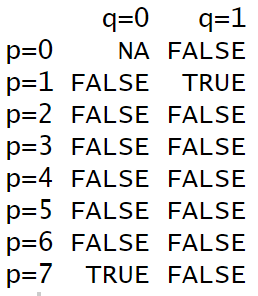 q=0 q=1
p=0 NA FALSE
p=1 FALSE TRUE
p=2 FALSE FALSE
p=3 FALSE FALSE
p=4 FALSE FALSE
p=5 FALSE FALSE
p=6 FALSE FALSE
p=7 TRUE FALSE